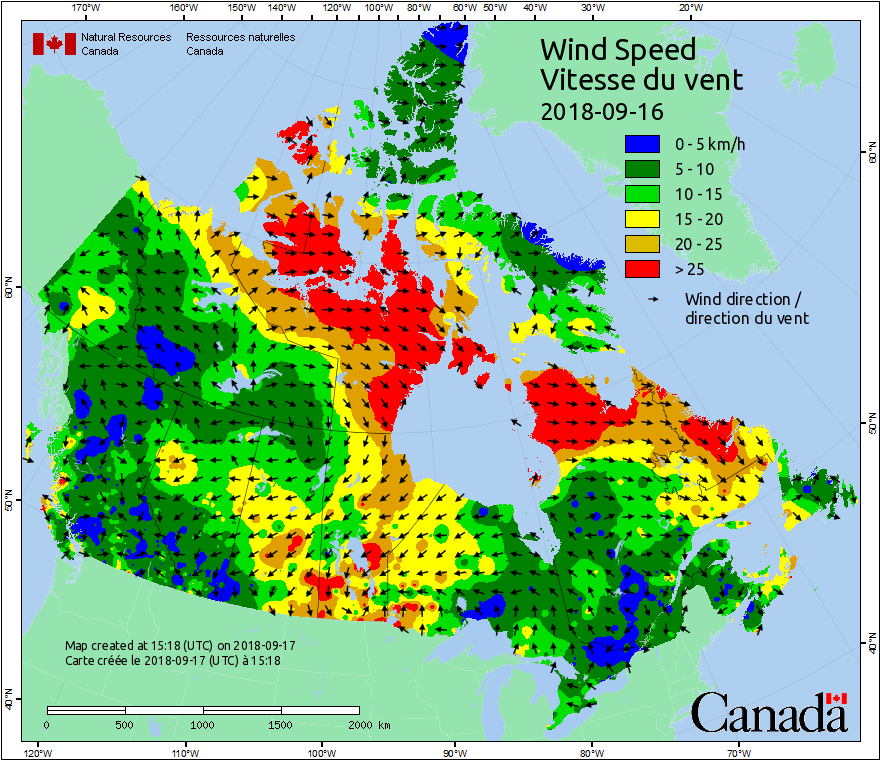 170°W 160°W 150°W 140°W 120°W 100°W 80°W 60°W 50°W 40°W 30°W 20°W
Natural Resources Ressources naturelles
Canada Canada
Wind Speed
Vitesse du vent
2018-09-16
0 - 5 km/h
5 - 10
10 - 15
15 - 20
20 - 25
> 25
Wind direction /
direction du vent
60°N 60°N
50°N 50°N
40°N 40°N
Map created at 15:18 (UTC) on 2018-09-17
Carte créée le 2018-09-17 (UTC) à 15:18
0 500 1000 1500 2000 km
Canada
120°W 110°W 100°W 90°W 80°W 70°W